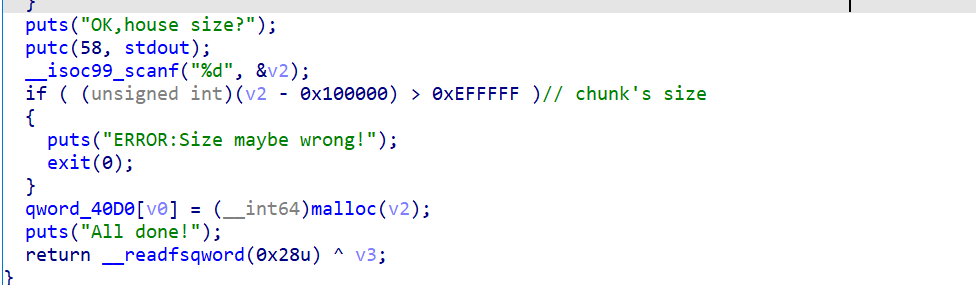 }
puts("OK,house size?");
putc(58, stdout);
__isoc99_scanf("%d", &v2);
if ( (unsigned int)(v2 - 0x100000) > 0xEFFFFF )// chunk's size
{
puts("ERROR:Size maybe wrong!");
exit(0);
}
qword_40D0[v0] = (__int64)malloc(v2);
puts("All done!");
return __readfsqword(0x28u) ^ v3;
}